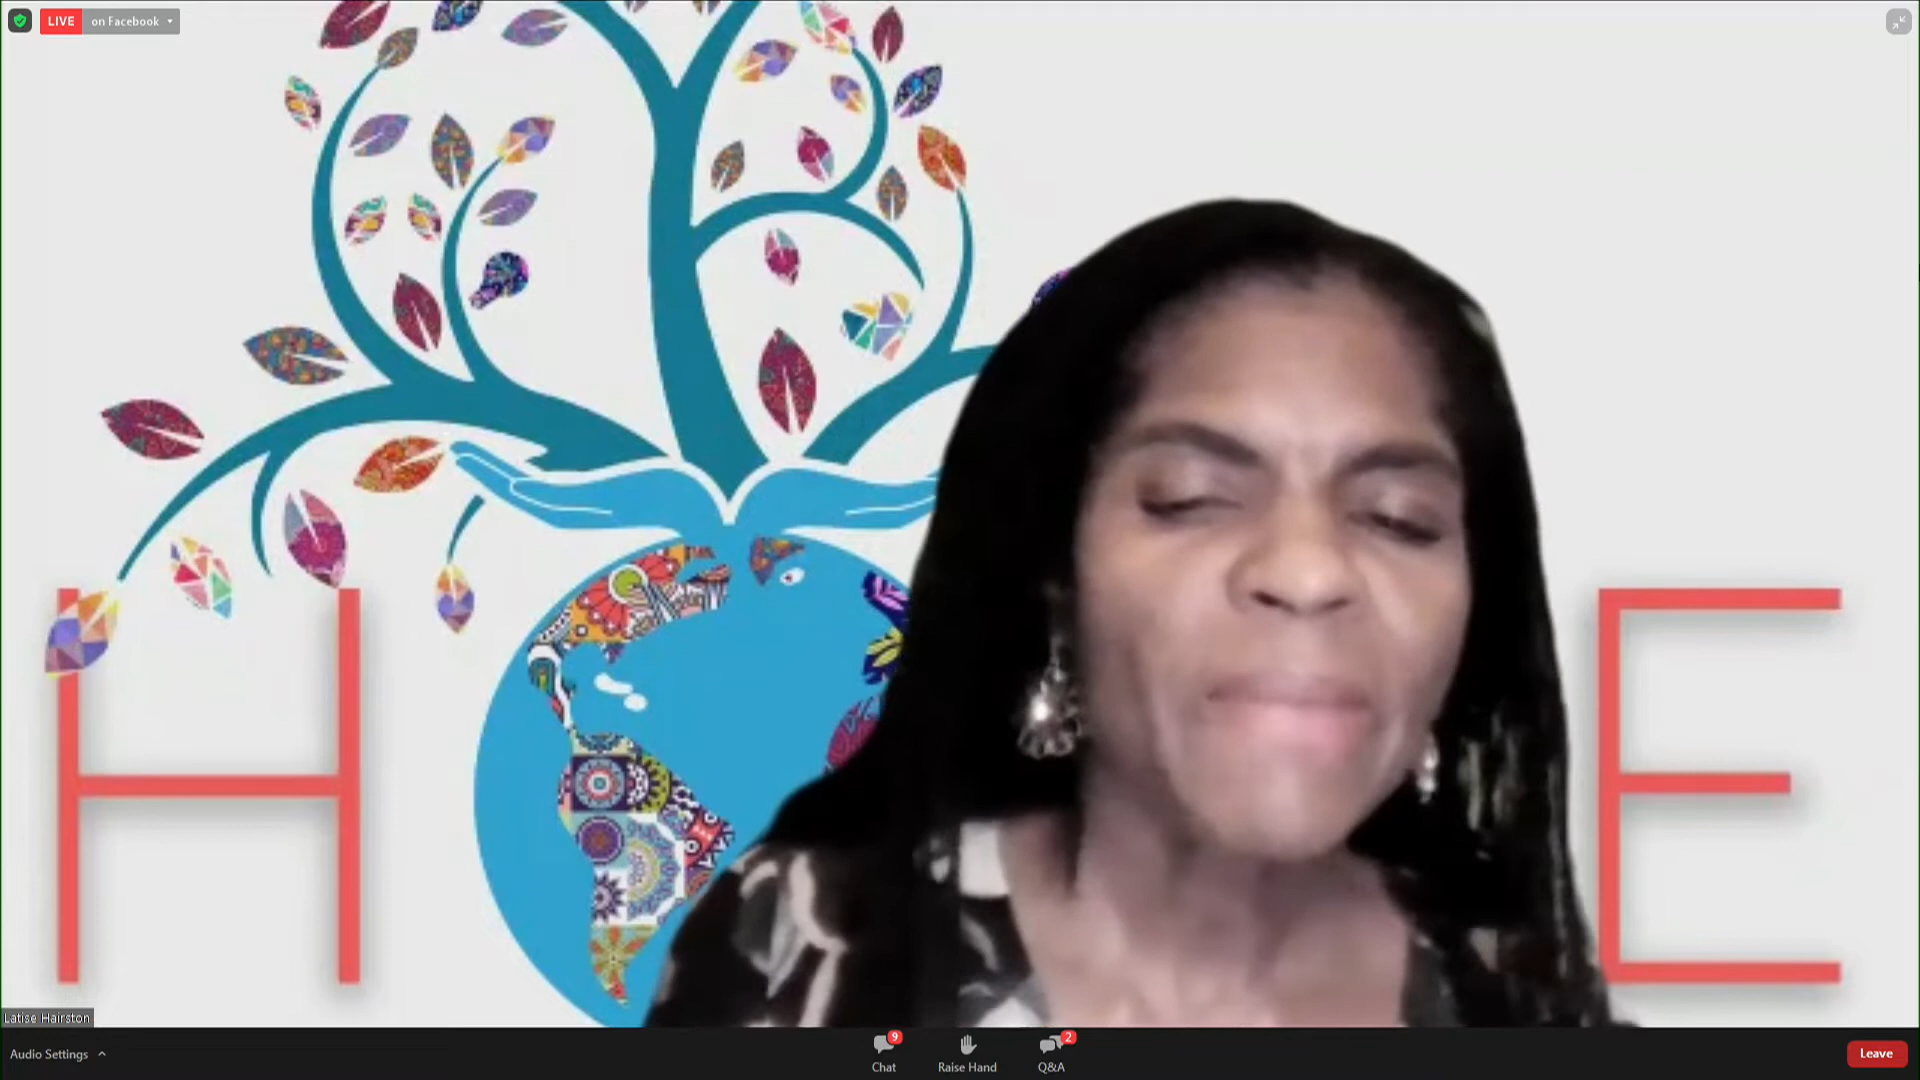 LIVE on Facebook
H E
Latise Hairston
Audio Settings
9
Chat
Raise Hand
2
Q&A
Leave